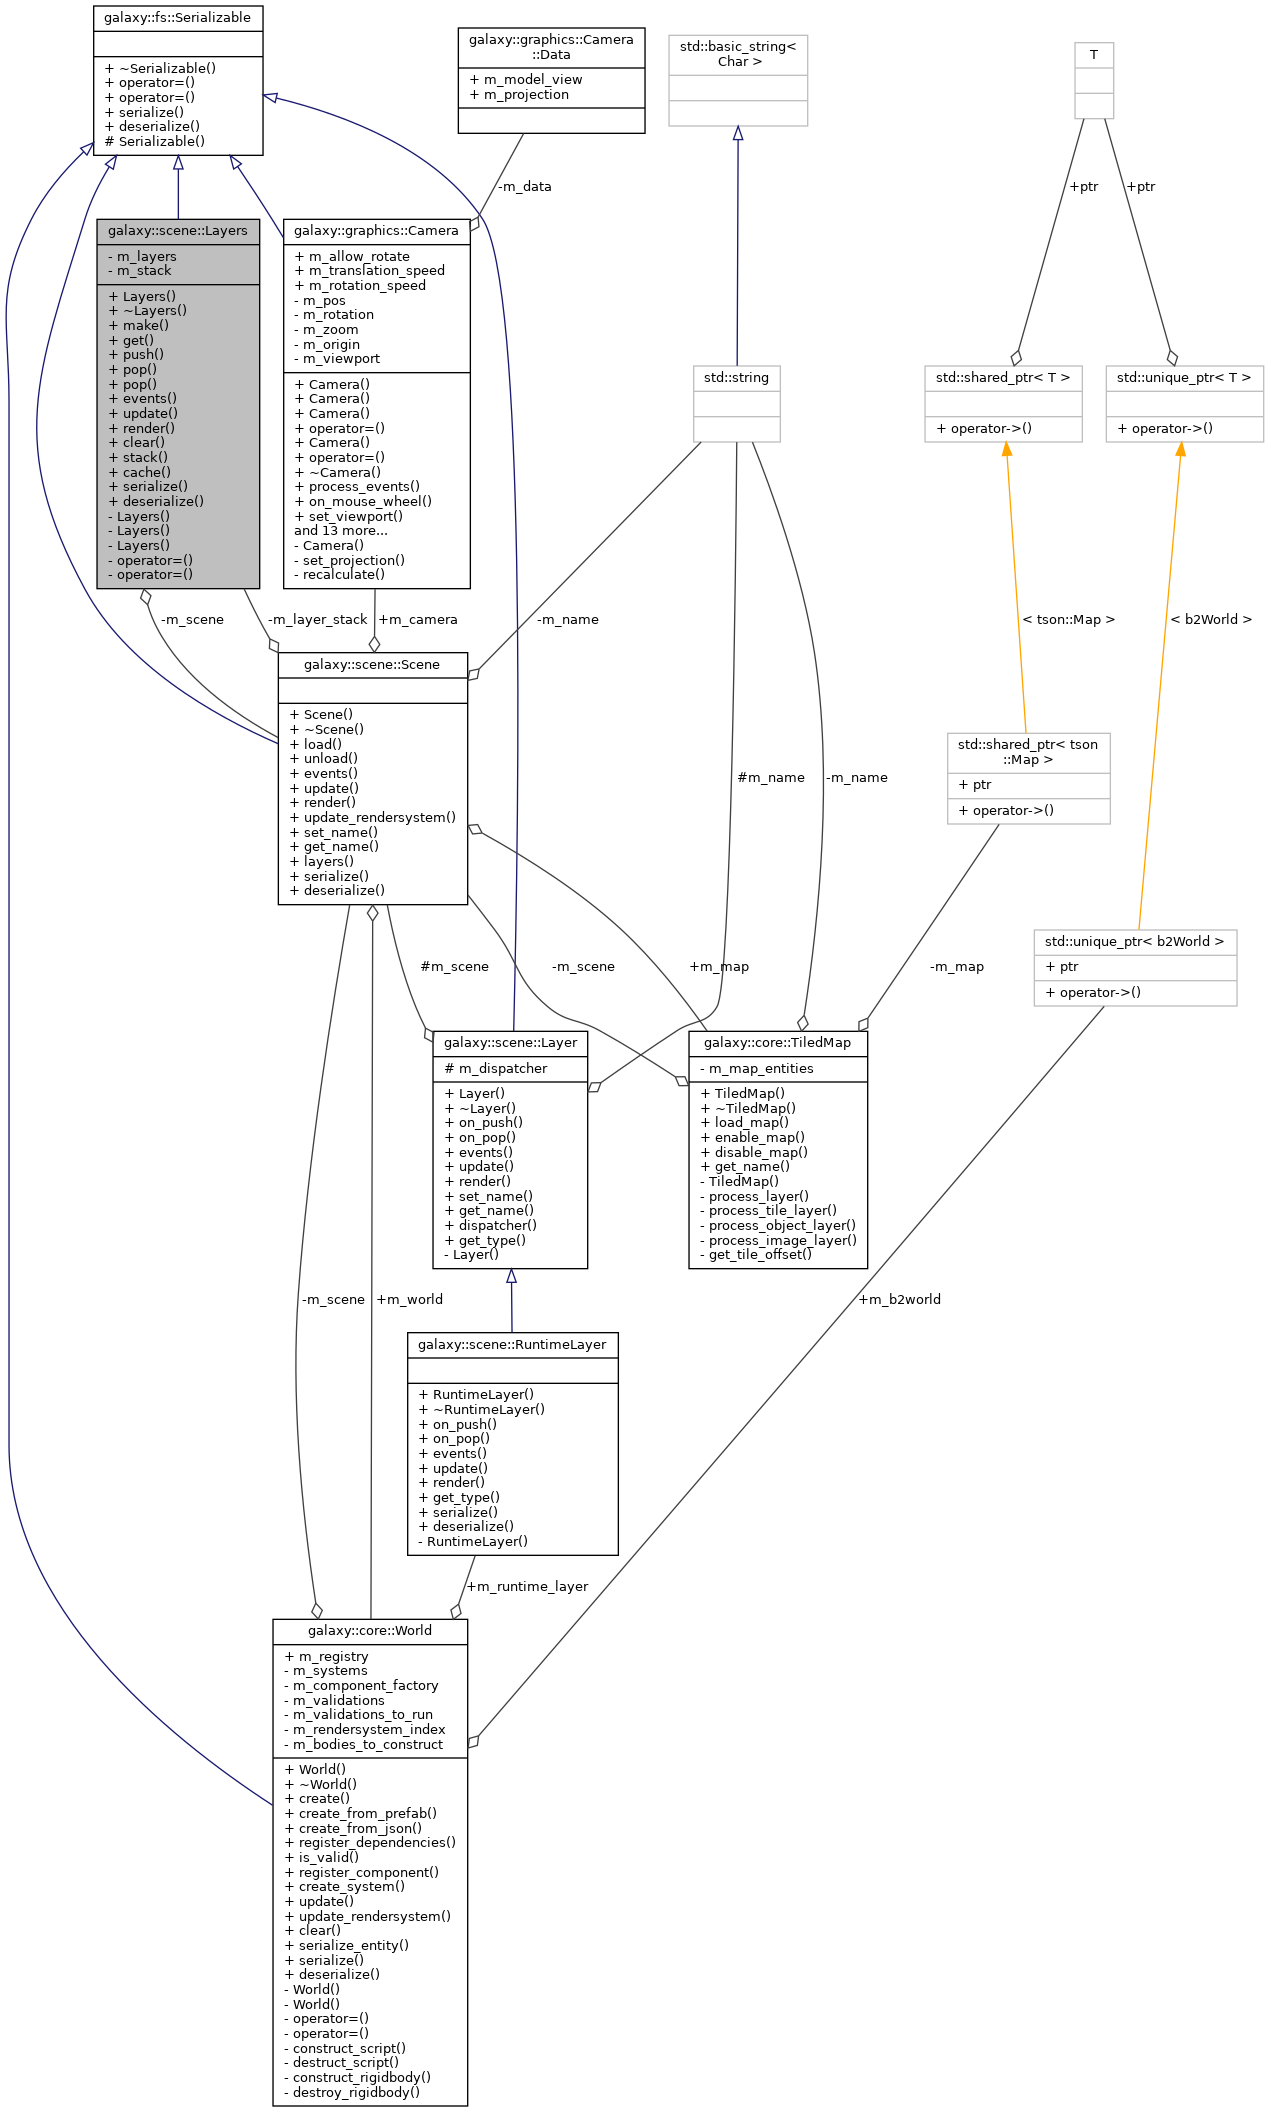 galaxy::fs::Serializable
+ ~Serializable()
+ operator=()
+ operator=()
+ serialize()
+ deserialize()
# Serializable()
galaxy::graphics::Camera
::Data
+ m_model_view
+ m_projection
std::basic_string<
Char >
T
-m_data
+ptr
+ptr
galaxy::scene::Layers
- m_layers
- m_stack
+ Layers()
+ ~Layers()
+ make()
+ get()
+ push()
+ pop()
+ pop()
+ events()
+ update()
+ render()
+ clear()
+ stack()
+ cache()
+ serialize()
+ deserialize()
- Layers()
- Layers()
- Layers()
- operator=()
- operator=()
galaxy::graphics::Camera
+ m_allow_rotate
+ m_translation_speed
+ m_rotation_speed
- m_pos
- m_rotation
- m_zoom
- m_origin
- m_viewport
+ Camera()
+ Camera()
+ Camera()
+ operator=()
+ Camera()
+ operator=()
+ ~Camera()
+ process_events()
+ on_mouse_wheel()
+ set_viewport()
and 13 more...
- Camera()
- set_projection()
- recalculate()
std::string
std::shared_ptr< T >
+ operator->()
std::unique_ptr< T >
+ operator->()
-m_scene
-m_layer_stack
+m_camera
-m_name
< tson::Map >
< b2World >
galaxy::scene::Scene
+ Scene()
+ ~Scene()
+ load()
+ unload()
+ events()
+ update()
+ render()
+ update_rendersystem()
+ set_name()
+ get_name()
+ layers()
+ serialize()
+ deserialize()
#m_name
-m_name
std::shared_ptr< tson
::Map >
+ ptr
+ operator->()
std::unique_ptr< b2World >
+ ptr
+ operator->()
#m_scene
-m_scene
+m_map
-m_map
galaxy::scene::Layer
# m_dispatcher
+ Layer()
+ ~Layer()
+ on_push()
+ on_pop()
+ events()
+ update()
+ render()
+ set_name()
+ get_name()
+ dispatcher()
+ get_type()
- Layer()
galaxy::core::TiledMap
- m_map_entities
+ TiledMap()
+ ~TiledMap()
+ load_map()
+ enable_map()
+ disable_map()
+ get_name()
- TiledMap()
- process_layer()
- process_tile_layer()
- process_object_layer()
- process_image_layer()
- get_tile_offset()
-m_scene
+m_world
+m_b2world
galaxy::scene::RuntimeLayer
+ RuntimeLayer()
+ ~RuntimeLayer()
+ on_push()
+ on_pop()
+ events()
+ update()
+ render()
+ get_type()
+ serialize()
+ deserialize()
- RuntimeLayer()
+m_runtime_layer
galaxy::core::World
+ m_registry
- m_systems
- m_component_factory
- m_validations
- m_validations_to_run
- m_rendersystem_index
- m_bodies_to_construct
+ World()
+ ~World()
+ create()
+ create_from_prefab()
+ create_from_json()
+ register_dependencies()
+ is_valid()
+ register_component()
+ create_system()
+ update()
+ update_rendersystem()
+ clear()
+ serialize_entity()
+ serialize()
+ deserialize()
- World()
- World()
- operator=()
- operator=()
- construct_script()
- destruct_script()
- construct_rigidbody()
- destroy_rigidbody()